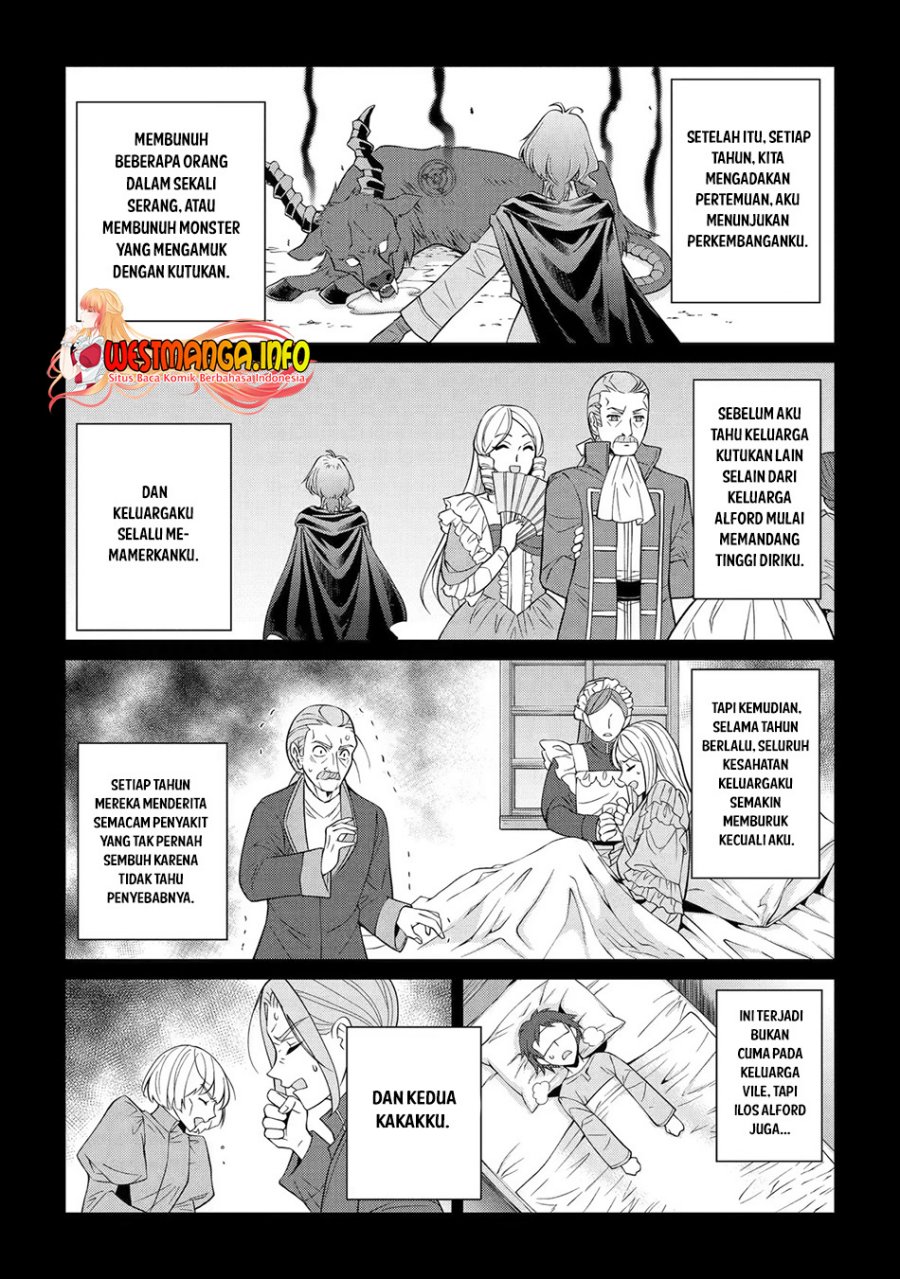 SETELAH ITU, SETIAP
TAHUN, KITA
MENGADAKAN
PERTEMUAN, AKU
MENUNJUKAN
PERKEMBANGANKU.
MEMBUNUH
BEBERAPA ORANG
DALAM SEKALI
SERANG, ATAU
MEMBUNUH MONSTER
YANG MENGAMUK
DENGAN KUTUKAN.
WESTMANGA.INFO
Situs Baca Komik Berbahasa Indonesia
SEBELUM AKU
TAHU KELUARGA
KUTUKAN LAIN
SELAIN DARI
KELUARGA
ALFORD MULAI
MEMANDANG
TINGGI DIRIKU.
DAN
KELUARGAKU
SELALU ME-
MAMERKANKU.
TAPI KEMUDIAN,
SELAMA TAHUN
BERLALU, SELURUH
KESAHATAN
KELUARGAKU
SEMAKIN
MEMBURUK
KECUALI AKU.
SETIAP TAHUN
MEREKA MENDERITA
SEMACAM PENYAKIT
YANG TAK PERNAH
SEMBUH KARENA
TIDAK TAHU
PENYEBABNYA.
INI TERJADI
BUKAN
CUMA PADA
KELUARGA
VILE, TAPI
ILOS ALFORD
JUGA...
DAN KEDUA
KAKAKKU.